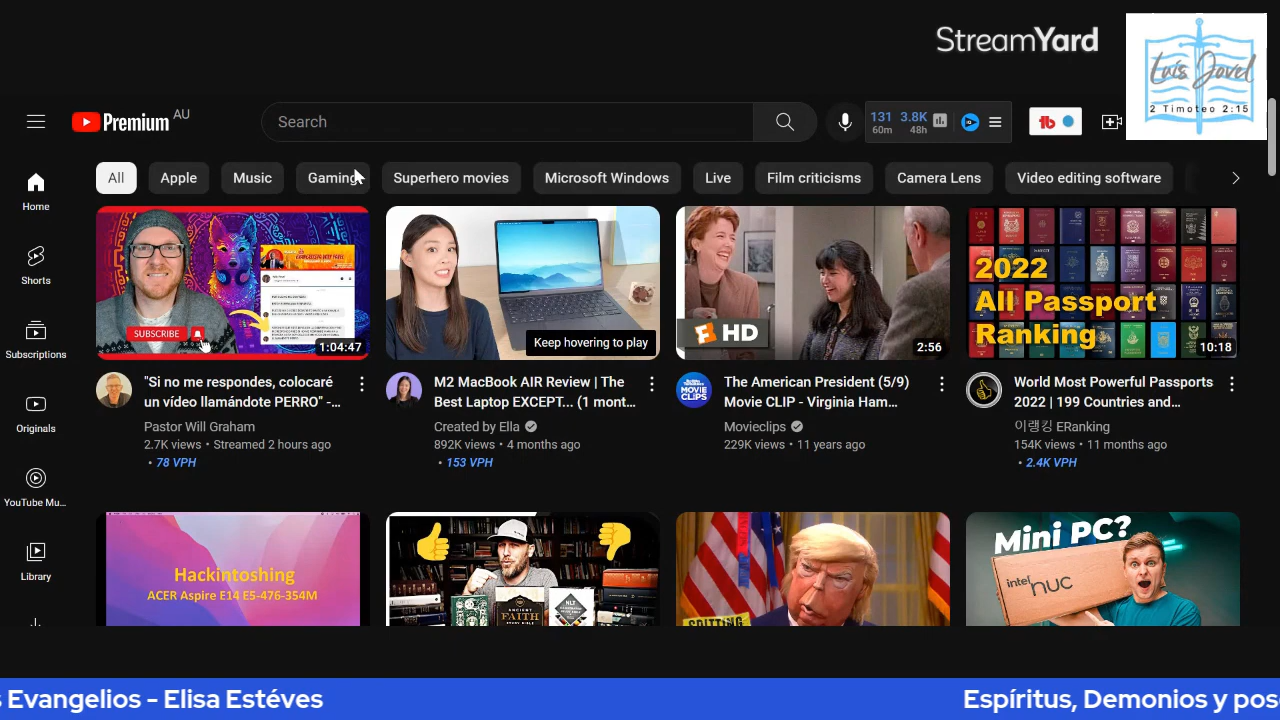 StreamYard
Luis Jovel
2 Timoteo 2:15
Premium AU
Search
131 3.8K
60m 48h
All
Apple
Music
Gaming
Superhero movies
Microsoft Windows
Live
Film criticisms
Camera Lens
Video editing software
Home
Shorts
Subscriptions
Originals
YouTube Mu...
Library
SUBSCRIBE
1:04:47
"Si no me respondes, colocaré
un vídeo llamándote PERRO" -...
Pastor Will Graham
2.7K views • Streamed 2 hours ago
• 78 VPH
Keep hovering to play
M2 MacBook AIR Review | The
Best Laptop EXCEPT... (1 mont...
Created by Ella
892K views • 4 months ago
• 153 VPH
HD
2:56
MOVIE
CLIPS
The American President (5/9)
Movie CLIP - Virginia Ham...
Movieclips
229K views • 11 years ago
2022
All Passport
Ranking
10:18
World Most Powerful Passports
2022 | 199 Countries and...
이랭킹 ERanking
154K views • 11 months ago
• 2.4K VPH
Hackintoshing
ACER Aspire E14 E5-476-354M
ANCIENT
FAITH
NLT
SPITTING
Mini PC?
intel nuc
s Evangelios - Elisa Estéves
Espíritus, Demonios y pos